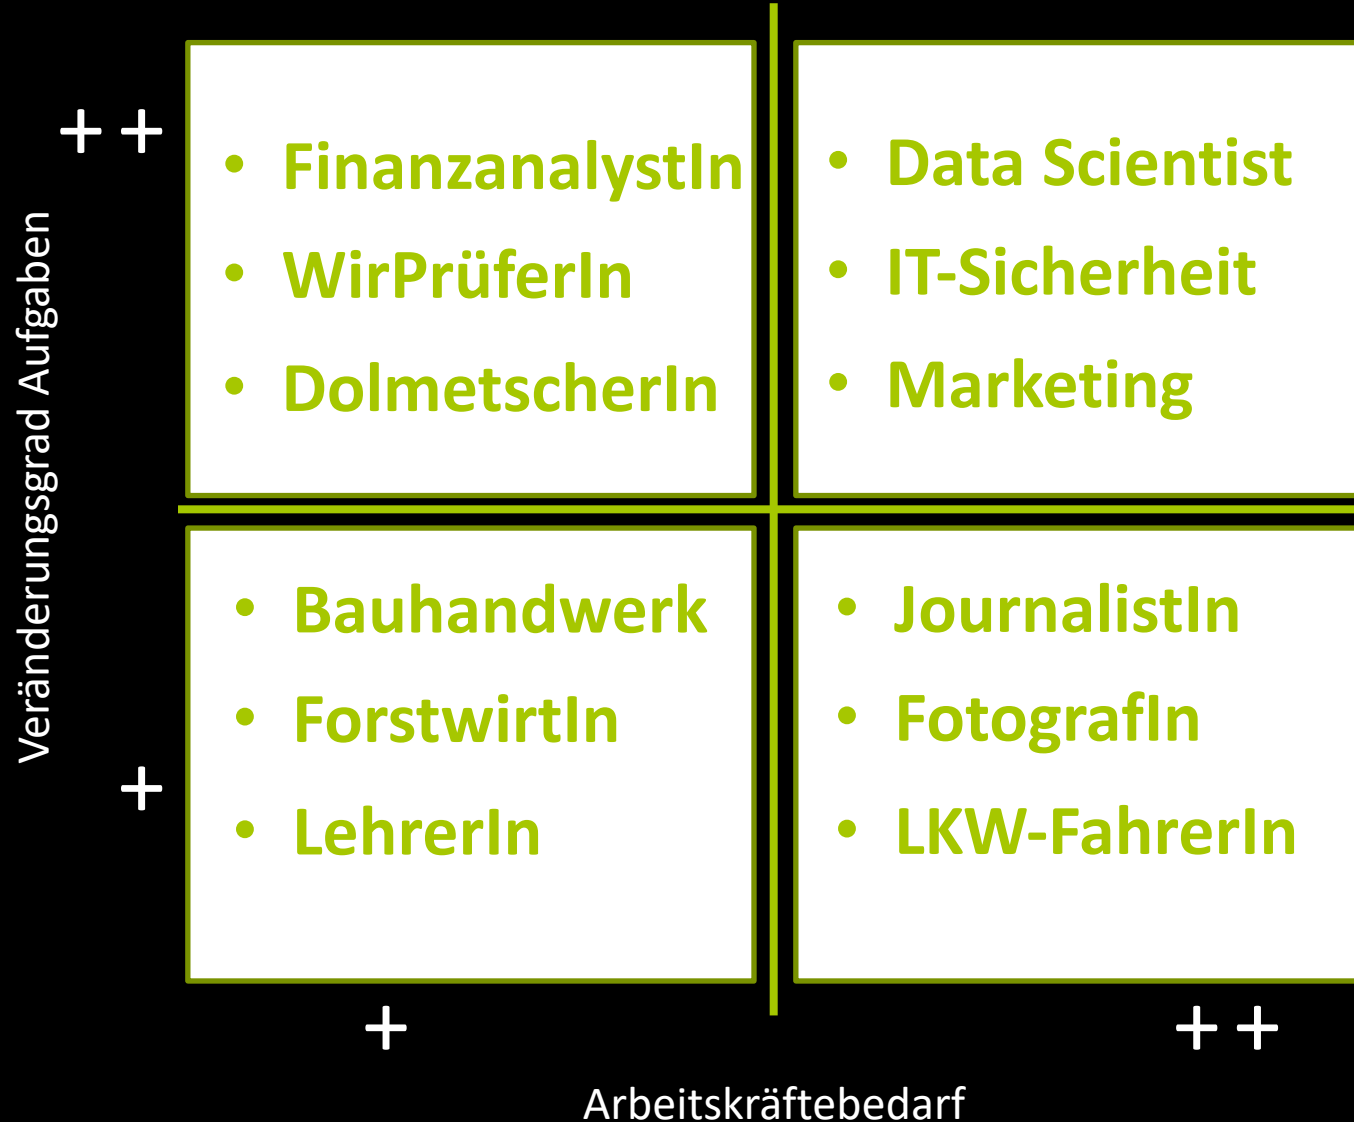 ++
• FinanzanalystIn
• WirPrüferIn
• DolmetscherIn
• Data Scientist
• IT-Sicherheit
• Marketing
Veränderungsgrad Aufgaben
+
• Bauhandwerk
• ForstwirtIn
• LehrerIn
• JournalistIn
• FotografIn
• LKW-FahrerIn
+
++
Arbeitskräftebedarf